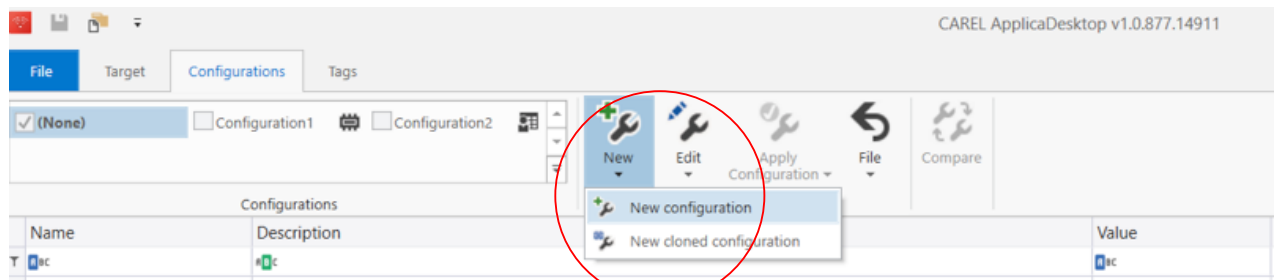 CAREL ApplicaDesktop v1.0.877.14911
File Target Configurations Tags
(None) Configuration1 Configuration2
New Edit Apply Configuration File Compare
Configurations
New configuration
New cloned configuration
Name Description Value